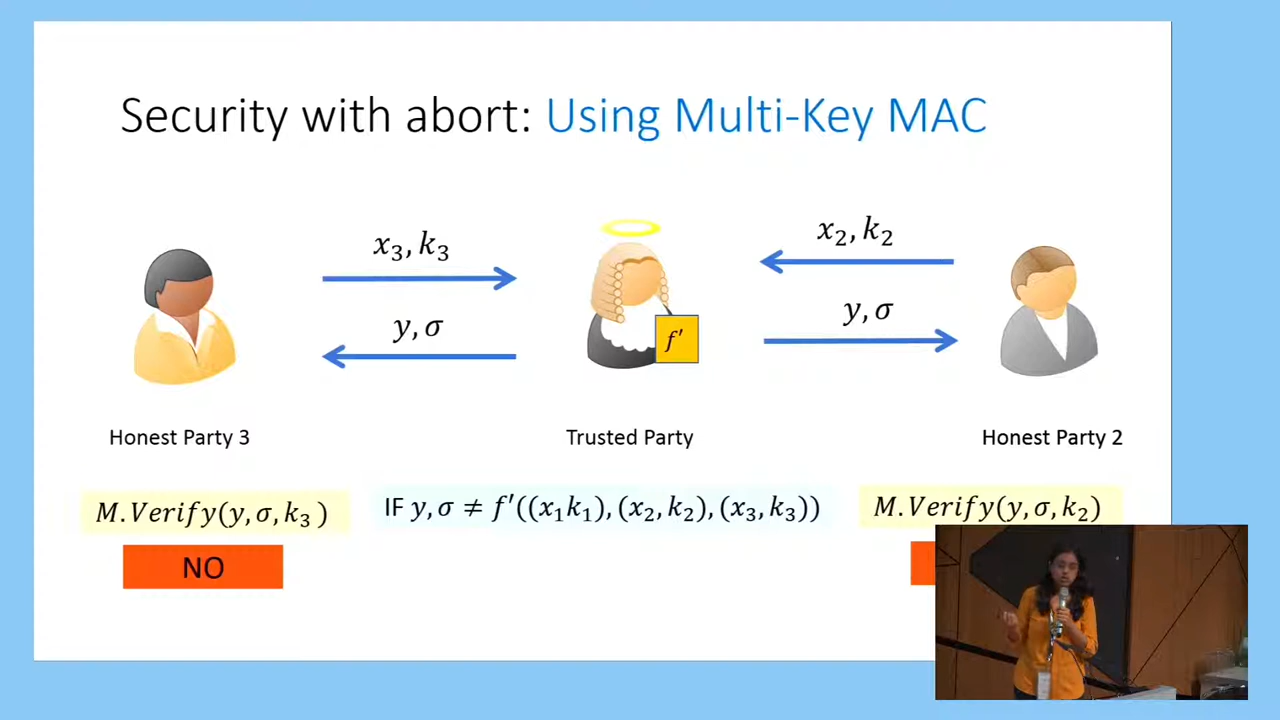 Security with abort: Using Multi-Key MAC
x₃, k₃
x₂, k₂
y, σ
y, σ
f′
Honest Party 3
Trusted Party
Honest Party 2
M.Verify(y, σ, k₃ )
IF y, σ ≠ f′((x₁k₁), (x₂, k₂), (x₃, k₃))
M.Verify(y, σ, k₂)
NO